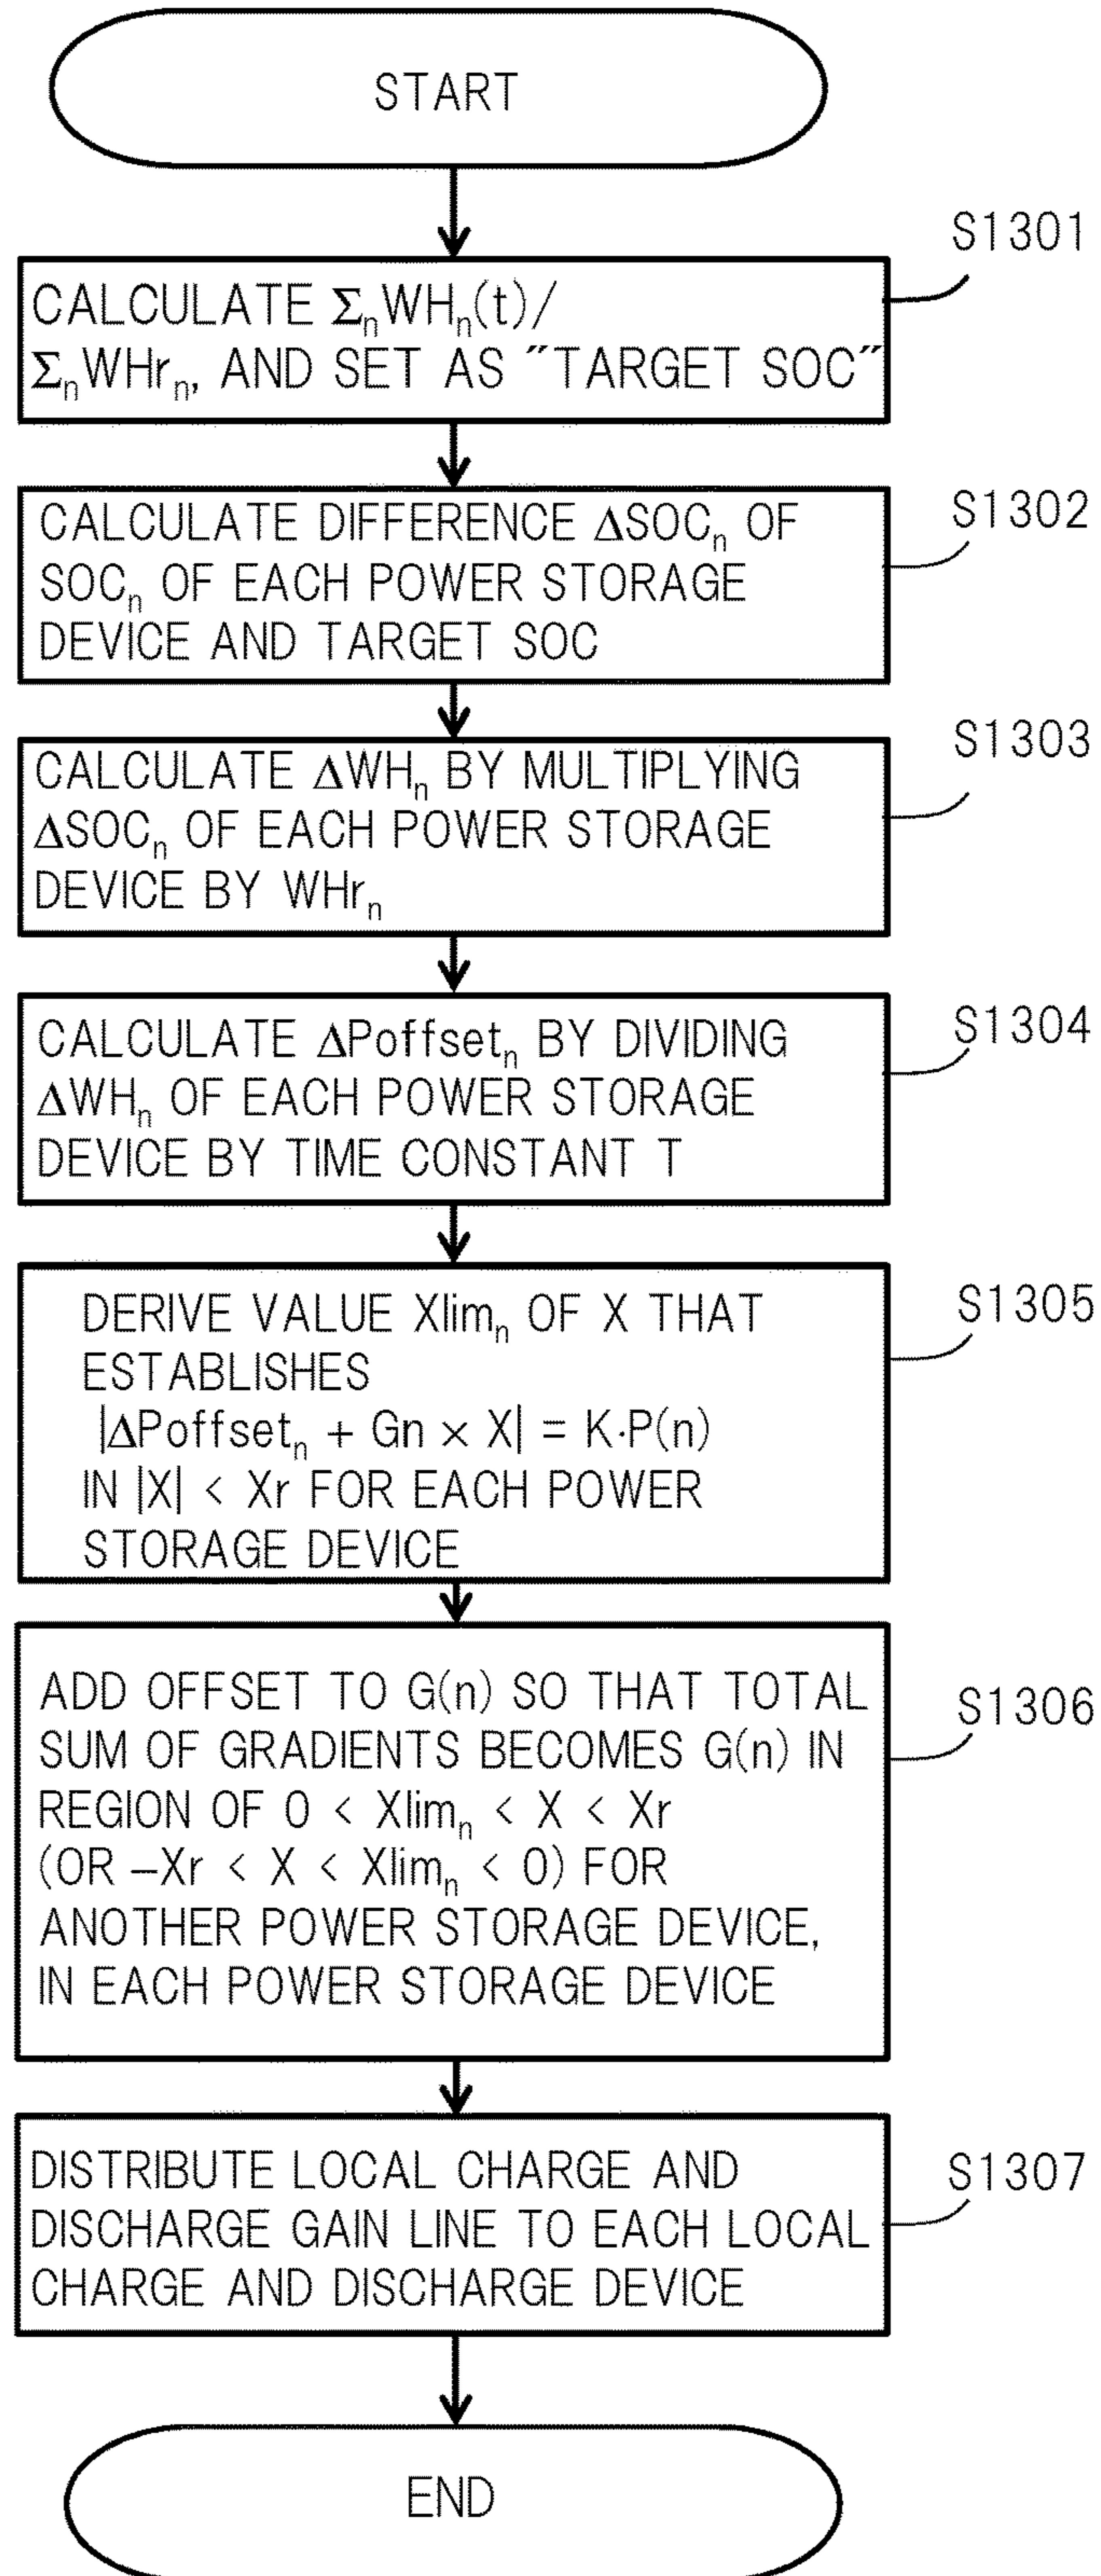 START
S1301
CALCULATE ΣₙWHₙ(t)/
ΣₙWHrₙ, AND SET AS ˝TARGET SOC˝
S1302
CALCULATE DIFFERENCE ΔSOCₙ OF
SOCₙ OF EACH POWER STORAGE
DEVICE AND TARGET SOC
S1303
CALCULATE ΔWHₙ BY MULTIPLYING
ΔSOCₙ OF EACH POWER STORAGE
DEVICE BY WHrₙ
S1304
CALCULATE ΔPoffsetₙ BY DIVIDING
ΔWHₙ OF EACH POWER STORAGE
DEVICE BY TIME CONSTANT T
S1305
DERIVE VALUE Xlimₙ OF X THAT
ESTABLISHES
|ΔPoffsetₙ + Gn × X| = K·P(n)
IN |X| < Xr FOR EACH POWER
STORAGE DEVICE
S1306
ADD OFFSET TO G(n) SO THAT TOTAL
SUM OF GRADIENTS BECOMES G(n) IN
REGION OF 0 < Xlimₙ < X < Xr
(OR −Xr < X < Xlimₙ < 0) FOR
ANOTHER POWER STORAGE DEVICE,
IN EACH POWER STORAGE DEVICE
S1307
DISTRIBUTE LOCAL CHARGE AND
DISCHARGE GAIN LINE TO EACH LOCAL
CHARGE AND DISCHARGE DEVICE
END